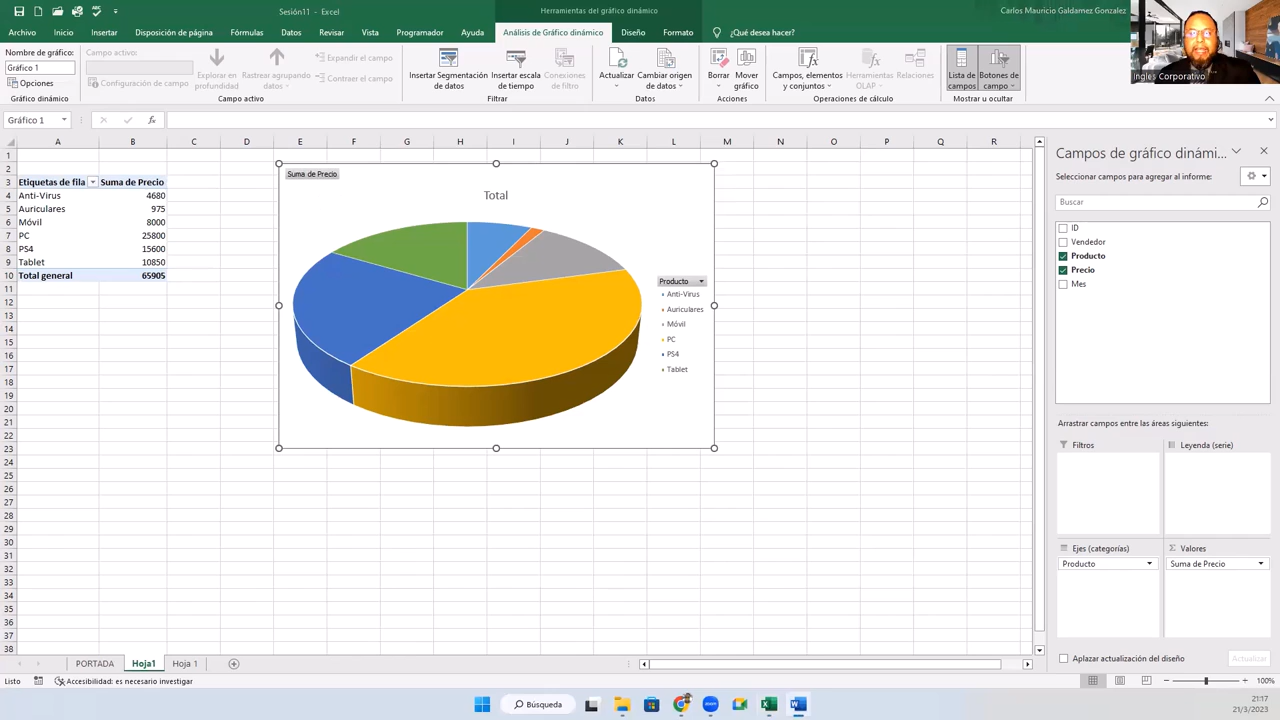 Sesión11 - Excel
Herramientas del gráfico dinámico
Carlos Mauricio Galdamez Gonzalez
Archivo Inicio Insertar Disposición de página Fórmulas Datos Revisar Vista Programador Ayuda Análisis de Gráfico dinámico Diseño Formato ¿Qué desea hacer?
Nombre de gráfico:
Gráfico 1
Opciones
Gráfico dinámico
Campo activo:
Configuración de campo
Explorar en profundidad
Rastrear agrupando datos
Expandir el campo
Contraer el campo
Campo activo
Insertar Segmentación de datos
Insertar escala de tiempo
Conexiones de filtro
Filtrar
Actualizar
Cambiar origen de datos
Datos
Borrar
Mover gráfico
Acciones
Campos, elementos y conjuntos
Herramientas OLAP
Relaciones
Operaciones de cálculo
Lista de campos
Botones de campo
Mostrar u ocultar
Ingles Corporativo
Gráfico 1
fx
A B C D E F G H I J K L M N O P Q R
1
2
3 Etiquetas de fila Suma de Precio
4 Anti-Virus 4680
5 Auriculares 975
6 Móvil 8000
7 PC 25800
8 PS4 15600
9 Tablet 10850
10 Total general 65905
11
12
13
14
15
16
17
18
19
20
21
22
23
24
25
26
27
28
29
30
31
32
33
34
35
36
37
38
Suma de Precio
Total
Producto
Anti-Virus
Auriculares
Móvil
PC
PS4
Tablet
Campos de gráfico dinámi...
Seleccionar campos para agregar al informe:
Buscar
ID
Vendedor
Producto
Precio
Mes
Arrastrar campos entre las áreas siguientes:
Filtros
Leyenda (serie)
Ejes (categorías)
Valores
Producto
Suma de Precio
Aplazar actualización del diseño
Actualizar
PORTADA Hoja1 Hoja 1
Listo
Accesibilidad: es necesario investigar
100%
Búsqueda
21:17
21/3/2023